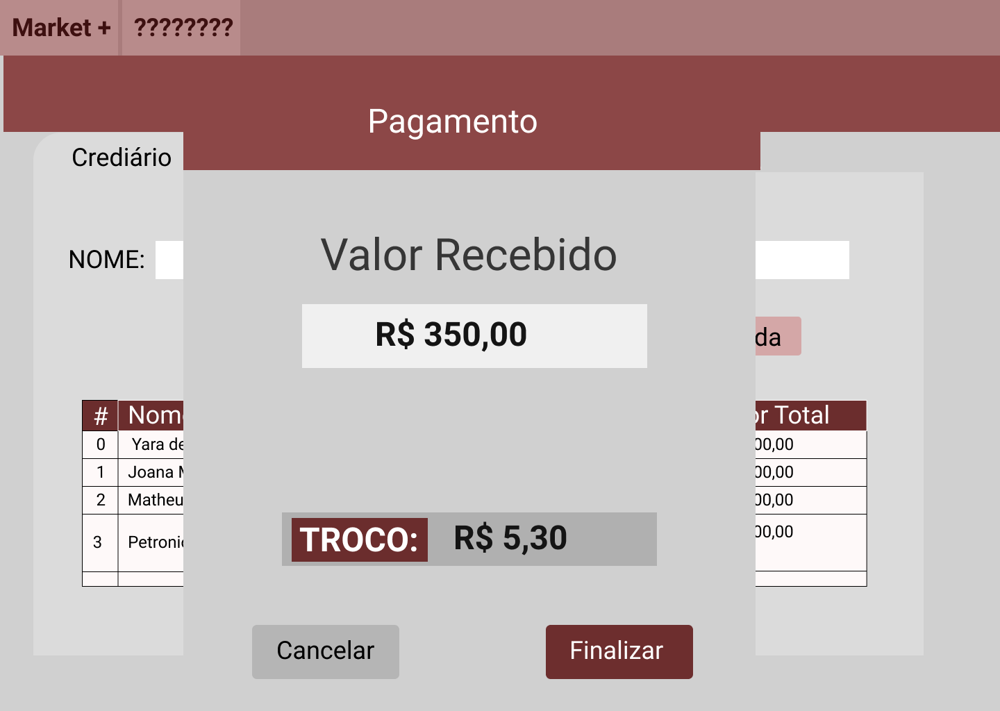 Market + ????????
Pagamento
Crediário
Valor Recebido
NOME:
R$ 350,00
da
# Nom or Total
0 Yara de 00,00
1 Joana 00,00
2 Matheu 00,00
3 Petroni 00,00
TROCO: R$ 5,30
Cancelar Finalizar